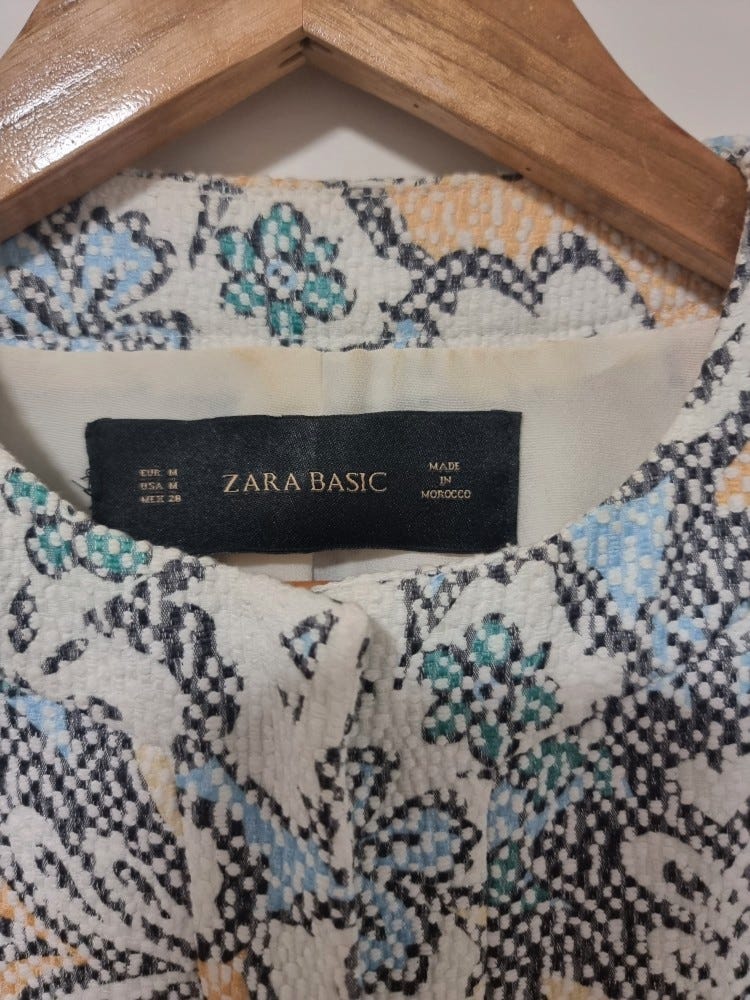 EUR M
USA M
MEX 28
ZARA BASIC
MADE
IN
MOROCCO